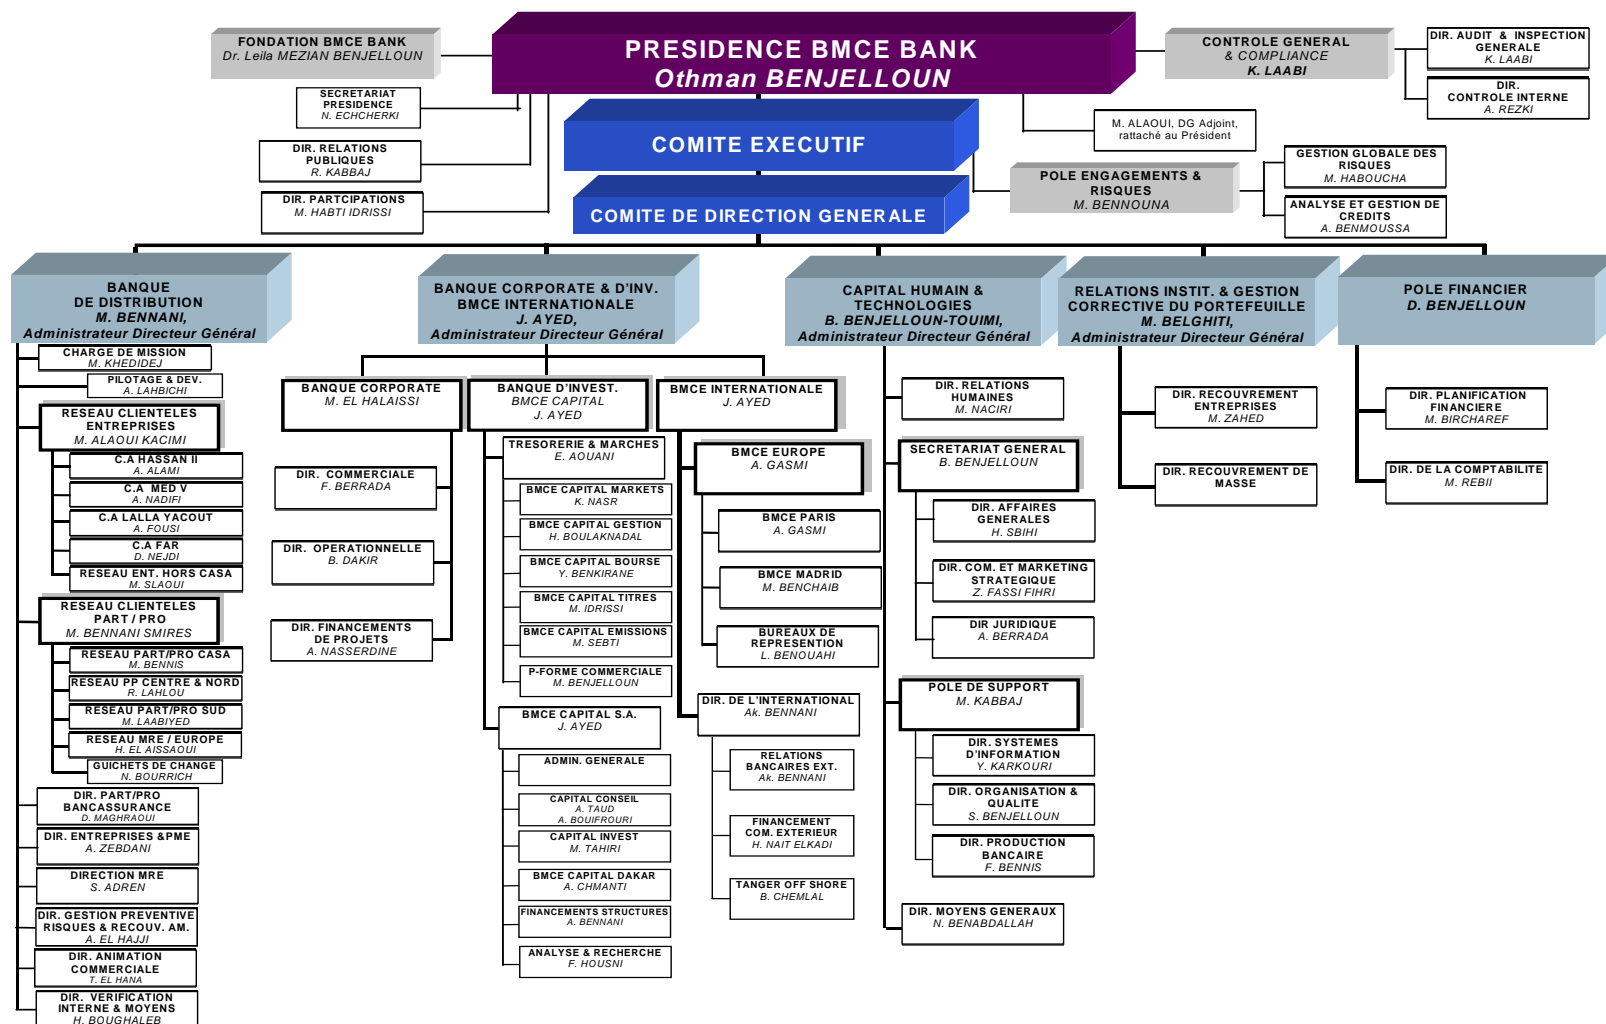 FONDATION BMCE BANK
Dr. Leila MEZIAN BENJELLOUN
PRESIDENCE BMCE BANK
Othman BENJELLOUN
CONTROLE GENERAL
& COMPLIANCE
K. LAABI
DIR. AUDIT & INSPECTION
GENERALE
K. LAABI
DIR.
CONTROLE INTERNE
A. REZKI
SECRETARIAT
PRESIDENCE
N. ECHCHERKI
DIR. RELATIONS
PUBLIQUES
R. KABBAJ
DIR. PARTCIPATIONS
M. HABTI IDRISSI
COMITE EXECUTIF
COMITE DE DIRECTION GENERALE
M. ALAOUI, DG Adjoint,
rattaché au Président
POLE ENGAGEMENTS &
RISQUES
M. BENNOUNA
GESTION GLOBALE DES
RISQUES
M. HABOUCHA
ANALYSE ET GESTION DE
CREDITS
A. BENMOUSSA
BANQUE
DE DISTRIBUTION
M. BENNANI,
Administrateur Directeur Général
CHARGE DE MISSION
M. KHEDIDEJ
PILOTAGE & DEV.
A. LAHBICHI
RESEAU CLIENTELES
ENTREPRISES
M. ALAOUI KACIMI
C.A HASSAN II
A. ALAMI
C.A MED V
A. NADIFI
C.A LALLA YACOUT
A. FOUSI
C.A FAR
D. NEJDI
RESEAU ENT. HORS CASA
M. SLAOUI
RESEAU CLIENTELES
PART / PRO
M. BENNANI SMIRES
RESEAU PART/PRO CASA
M. BENNIS
RESEAU PP CENTRE & NORD
R. LAHLOU
RESEAU PART/PRO SUD
M. LAABIYED
RESEAU MRE / EUROPE
H. EL AISSAOUI
GUICHETS DE CHANGE
N. BOURRICH
DIR. PART/PRO
BANCASSURANCE
D. MAGHRAOUI
DIR. ENTREPRISES &PME
A. ZEBDANI
DIRECTION MRE
S. ADREN
DIR. GESTION PREVENTIVE
RISQUES & RECOUV. AM.
A. EL HAJJI
DIR. ANIMATION
COMMERCIALE
T. EL HANA
DIR. VERIFICATION
INTERNE & MOYENS
H. BOUGHALEB
BANQUE CORPORATE & D'INV.
BMCE INTERNATIONALE
J. AYED,
Administrateur Directeur Général
BANQUE CORPORATE
M. EL HALAISSI
DIR. COMMERCIALE
F. BERRADA
DIR. OPERATIONNELLE
B. DAKIR
DIR. FINANCEMENTS
DE PROJETS
A. NASSERDINE
BANQUE D'INVEST.
BMCE CAPITAL
J. AYED
TRESORERIE & MARCHES
E. AOUANI
BMCE CAPITAL MARKETS
K. NASR
BMCE CAPITAL GESTION
H. BOULAKNADAL
BMCE CAPITAL BOURSE
Y. BENKIRANE
BMCE CAPITAL TITRES
M. IDRISSI
BMCE CAPITAL EMISSIONS
M. SEBTI
P-FORME COMMERCIALE
M. BENJELLOUN
BMCE CAPITAL S.A.
J. AYED
ADMIN. GENERALE
CAPITAL CONSEIL
A. TAUD
A. BOUIFROURI
CAPITAL INVEST
M. TAHIRI
BMCE CAPITAL DAKAR
A. CHMANTI
FINANCEMENTS STRUCTURES
A. BENNANI
ANALYSE & RECHERCHE
F. HOUSNI
BMCE INTERNATIONALE
J. AYED
BMCE EUROPE
A. GASMI
BMCE PARIS
A. GASMI
BMCE MADRID
M. BENCHAIB
BUREAUX DE
REPRESENTION
L. BENOUAHI
DIR. DE L'INTERNATIONAL
Ak. BENNANI
RELATIONS
BANCAIRES EXT.
Ak. BENNANI
FINANCEMENT
COM. EXTERIEUR
H. NAIT ELKADI
TANGER OFF SHORE
B. CHEMLAL
CAPITAL HUMAIN &
TECHNOLOGIES
B. BENJELLOUN-TOUIMI,
Administrateur Directeur Général
DIR. RELATIONS
HUMAINES
M. NACIRI
SECRETARIAT GENERAL
B. BENJELLOUN
DIR. AFFAIRES
GENERALES
H. SBIHI
DIR. COM. ET MARKETING
STRATEGIQUE
Z. FASSI FIHRI
DIR JURIDIQUE
A. BERRADA
POLE DE SUPPORT
M. KABBAJ
DIR. SYSTEMES
D'INFORMATION
Y. KARKOURI
DIR. ORGANISATION &
QUALITE
S. BENJELLOUN
DIR. PRODUCTION
BANCAIRE
F. BENNIS
DIR. MOYENS GENERAUX
N. BENABDALLAH
RELATIONS INSTIT. & GESTION
CORRECTIVE DU PORTEFEUILLE
M. BELGHITI,
Administrateur Directeur Général
DIR. RECOUVREMENT
ENTREPRISES
M. ZAHED
DIR. RECOUVREMENT DE
MASSE
POLE FINANCIER
D. BENJELLOUN
DIR. PLANIFICATION
FINANCIERE
M. BIRCHAREF
DIR. DE LA COMPTABILITE
M. REBII